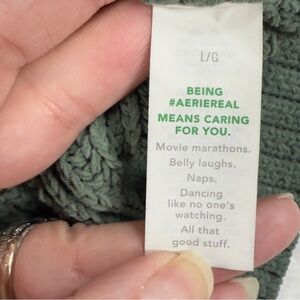 L/G
BEING
#AERIEREAL
MEANS CARING
FOR YOU.
Movie marathons.
Belly laughs.
Naps.
Dancing
like no one's
watching.
All that
good stuff.